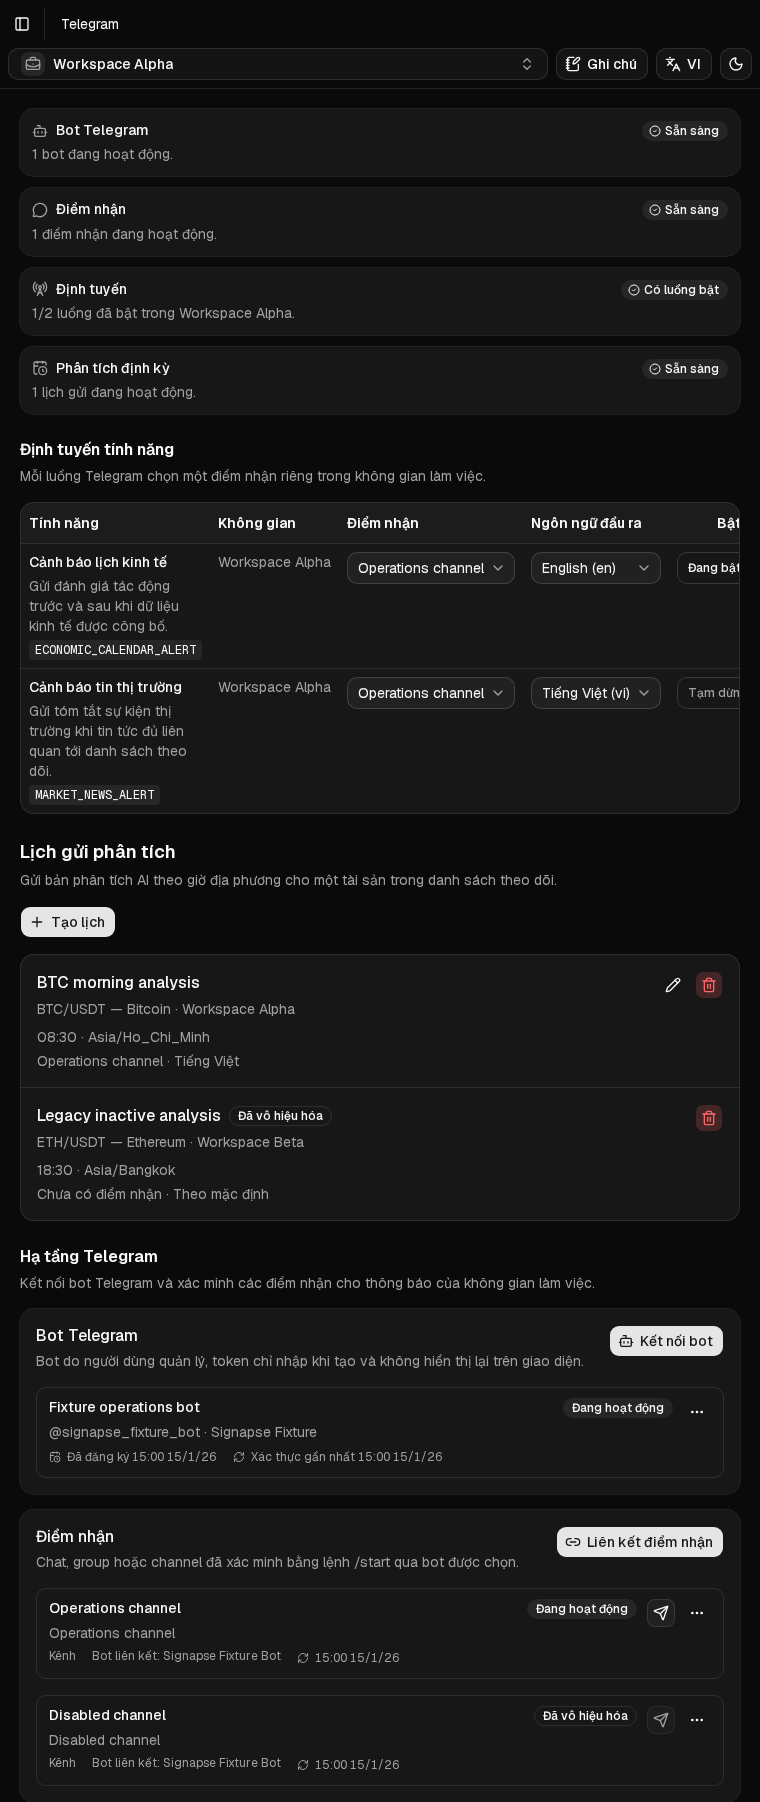 Telegram
Workspace Alpha
Ghi chú
VI
Bot Telegram
Sẵn sàng
1 bot đang hoạt động.
Điểm nhận
Sẵn sàng
1 điểm nhận đang hoạt động.
Định tuyến
Có luồng bật
1/2 luồng đã bật trong Workspace Alpha.
Phân tích định kỳ
Sẵn sàng
1 lịch gửi đang hoạt động.
Định tuyến tính năng
Mỗi luồng Telegram chọn một điểm nhận riêng trong không gian làm việc.
Tính năng Không gian Điểm nhận Ngôn ngữ đầu ra Bật
Cảnh báo lịch kinh tế Workspace Alpha Operations channel English (en) Đang bật
Gửi đánh giá tác động
trước và sau khi dữ liệu
kinh tế được công bố.
ECONOMIC_CALENDAR_ALERT
Cảnh báo tin thị trường Workspace Alpha Operations channel Tiếng Việt (vi) Tạm dừn
Gửi tóm tắt sự kiện thị
trường khi tin tức đủ liên
quan tới danh sách theo
dõi.
MARKET_NEWS_ALERT
Lịch gửi phân tích
Gửi bản phân tích AI theo giờ địa phương cho một tài sản trong danh sách theo dõi.
Tạo lịch
BTC morning analysis
BTC/USDT — Bitcoin · Workspace Alpha
08:30 · Asia/Ho_Chi_Minh
Operations channel · Tiếng Việt
Legacy inactive analysis Đã vô hiệu hóa
ETH/USDT — Ethereum · Workspace Beta
18:30 · Asia/Bangkok
Chưa có điểm nhận · Theo mặc định
Hạ tầng Telegram
Kết nối bot Telegram và xác minh các điểm nhận cho thông báo của không gian làm việc.
Bot Telegram
Kết nối bot
Bot do người dùng quản lý, token chỉ nhập khi tạo và không hiển thị lại trên giao diện.
Fixture operations bot
Đang hoạt động
@signapse_fixture_bot · Signapse Fixture
Đã đăng ký 15:00 15/1/26 Xác thực gần nhất 15:00 15/1/26
Điểm nhận
Liên kết điểm nhận
Chat, group hoặc channel đã xác minh bằng lệnh /start qua bot được chọn.
Operations channel
Đang hoạt động
Operations channel
Kênh Bot liên kết: Signapse Fixture Bot 15:00 15/1/26
Disabled channel
Đã vô hiệu hóa
Disabled channel
Kênh Bot liên kết: Signapse Fixture Bot 15:00 15/1/26